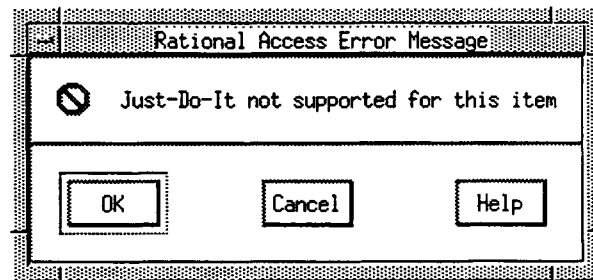 Rational Access Error Message
Just-Do-It not supported for this item
OK Cancel Help